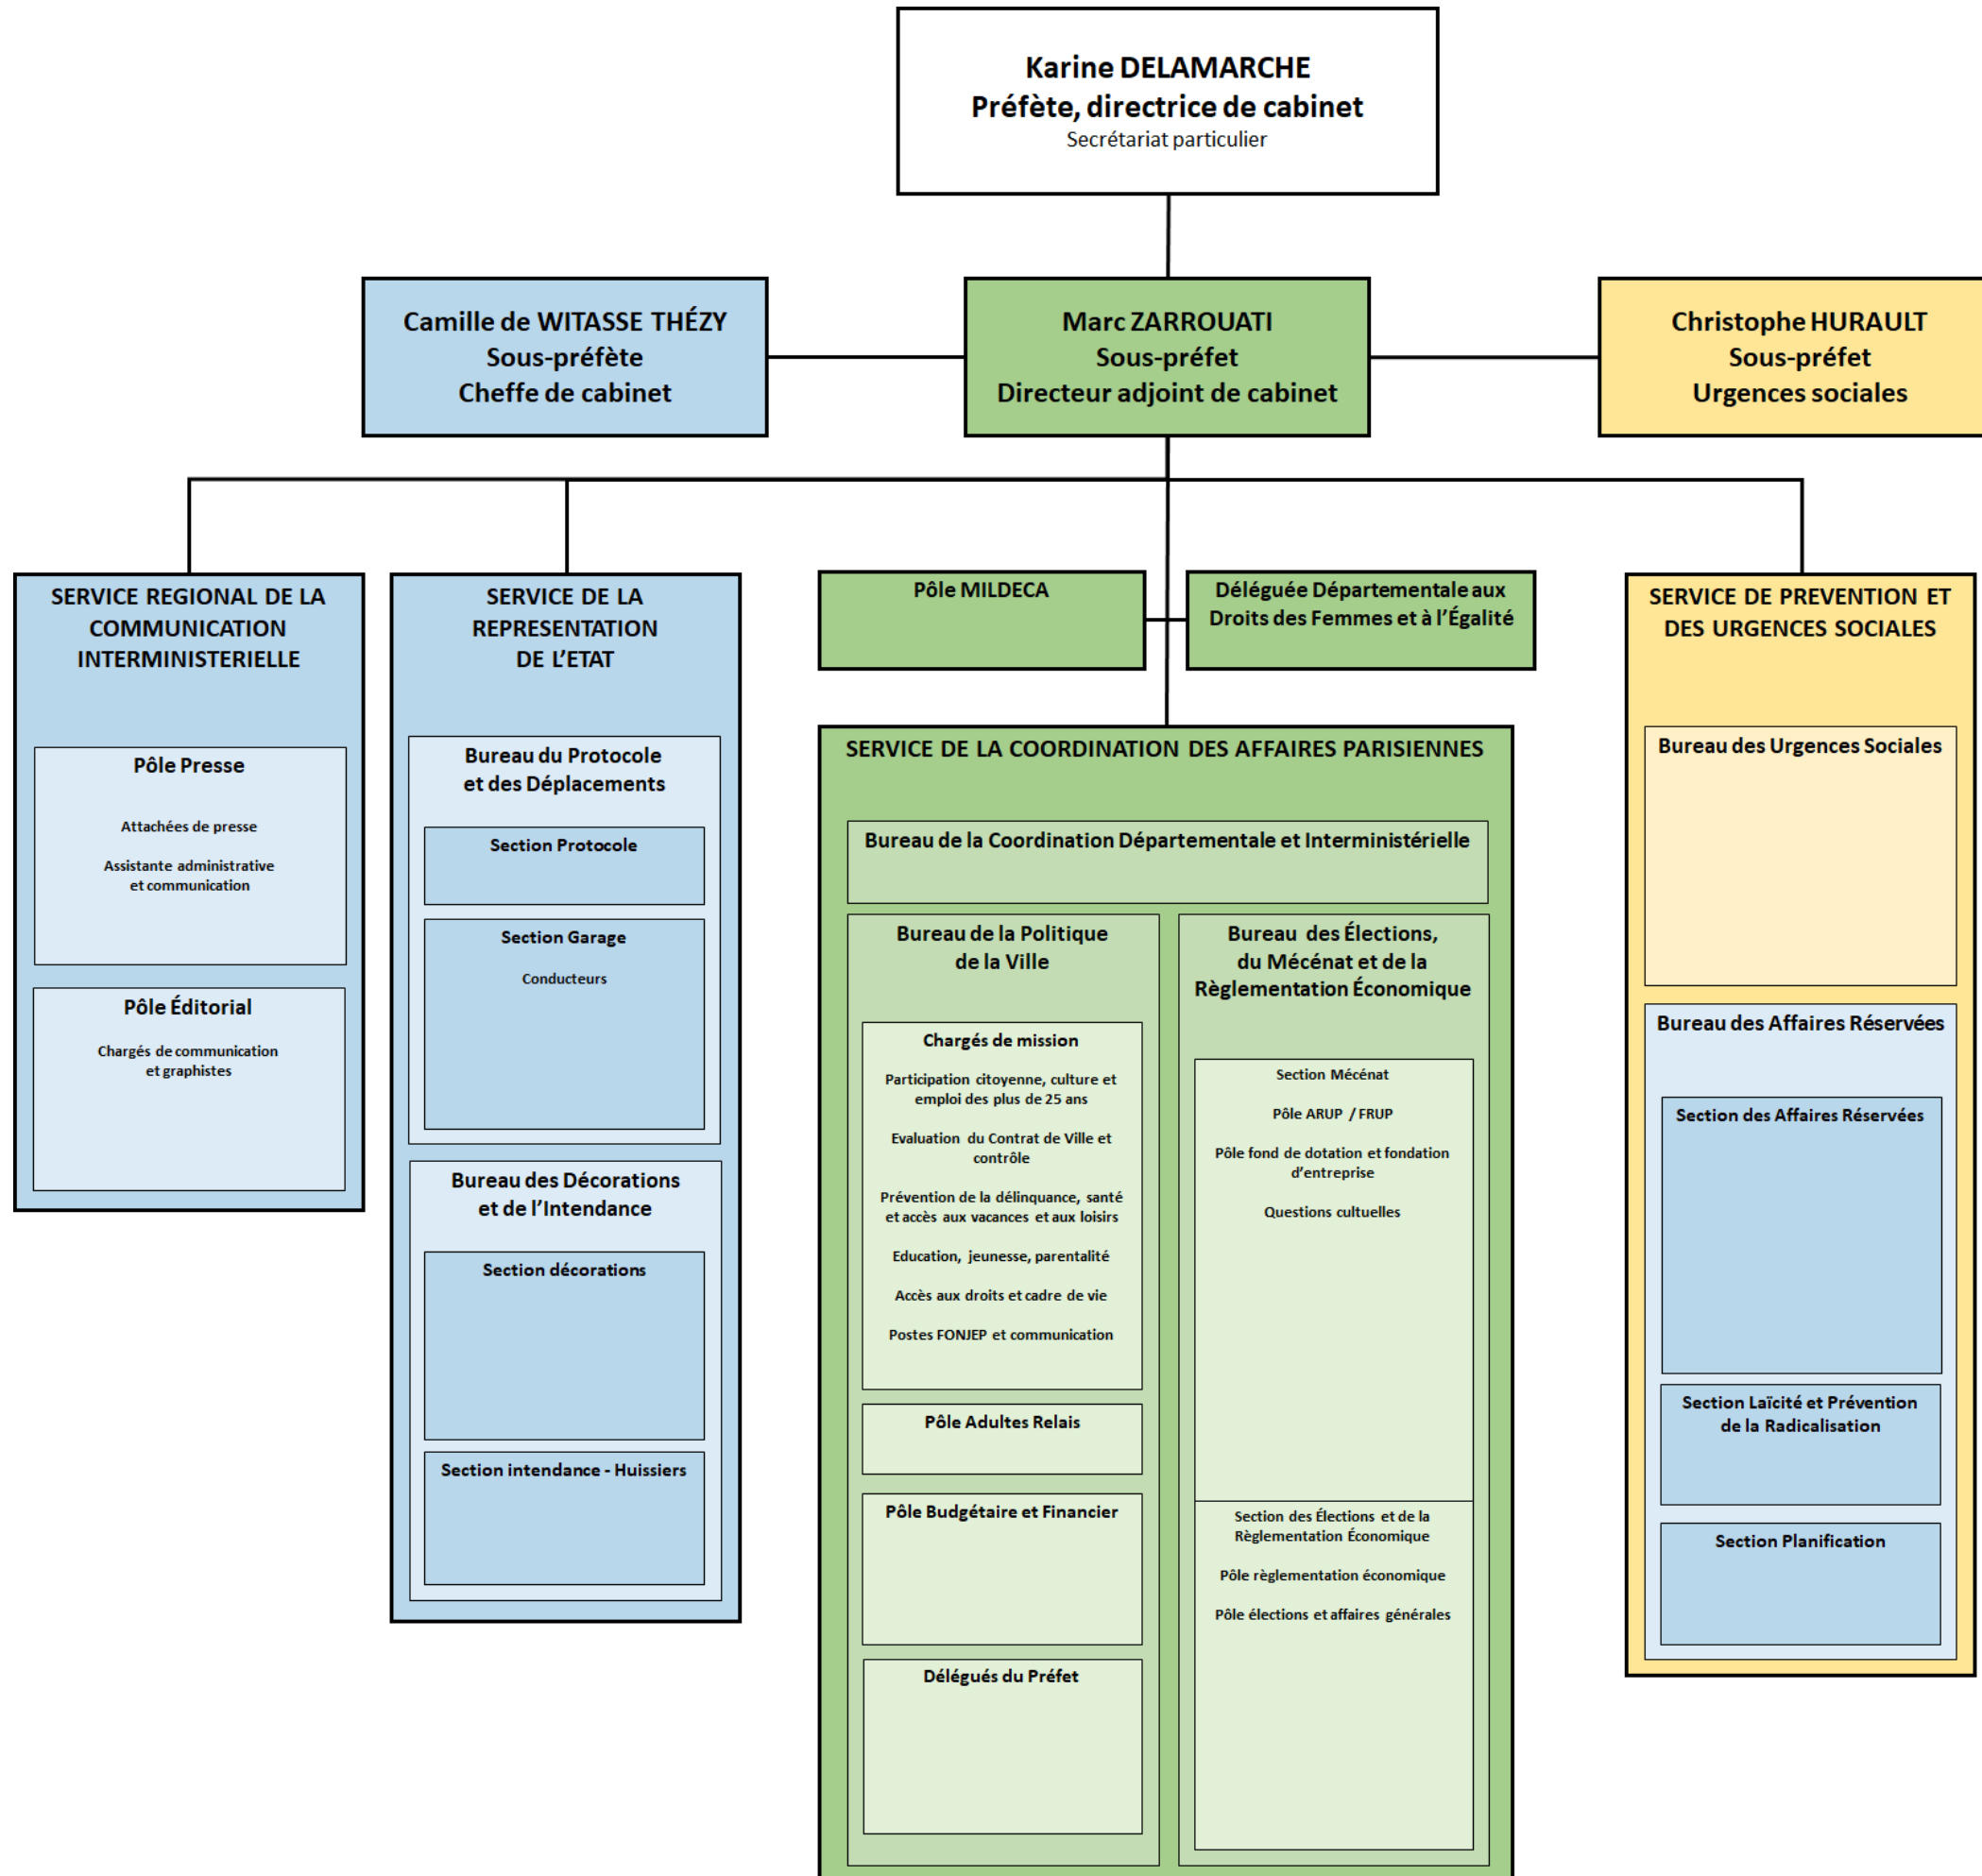 Karine DELAMARCHE
Préfète, directrice de cabinet
Secrétariat particulier
Camille de WITASSE THÉZY
Sous-préfète
Cheffe de cabinet
Marc ZARROUATI
Sous-préfet
Directeur adjoint de cabinet
Christophe HURAULT
Sous-préfet
Urgences sociales
SERVICE REGIONAL DE LA
COMMUNICATION
INTERMINISTERIELLE
Pôle Presse
Attachées de presse
Assistante administrative
et communication
Pôle Éditorial
Chargés de communication
et graphistes
SERVICE DE LA
REPRESENTATION
DE L'ETAT
Bureau du Protocole
et des Déplacements
Section Protocole
Section Garage
Conducteurs
Bureau des Décorations
et de l'Intendance
Section décorations
Section intendance - Huissiers
Pôle MILDECA
Déléguée Départementale aux
Droits des Femmes et à l'Égalité
SERVICE DE LA COORDINATION DES AFFAIRES PARISIENNES
Bureau de la Coordination Départementale et Interministérielle
Bureau de la Politique
de la Ville
Chargés de mission
Participation citoyenne, culture et
emploi des plus de 25 ans
Evaluation du Contrat de Ville et
contrôle
Prévention de la délinquance, santé
et accès aux vacances et aux loisirs
Education, jeunesse, parentalité
Accès aux droits et cadre de vie
Postes FONJEP et communication
Pôle Adultes Relais
Pôle Budgétaire et Financier
Délégués du Préfet
Bureau des Élections,
du Mécénat et de la
Règlementation Économique
Section Mécénat
Pôle ARUP / FRUP
Pôle fond de dotation et fondation
d'entreprise
Questions cultuelles
Section des Élections et de la
Règlementation Économique
Pôle règlementation économique
Pôle élections et affaires générales
SERVICE DE PREVENTION ET
DES URGENCES SOCIALES
Bureau des Urgences Sociales
Bureau des Affaires Réservées
Section des Affaires Réservées
Section Laïcité et Prévention
de la Radicalisation
Section Planification